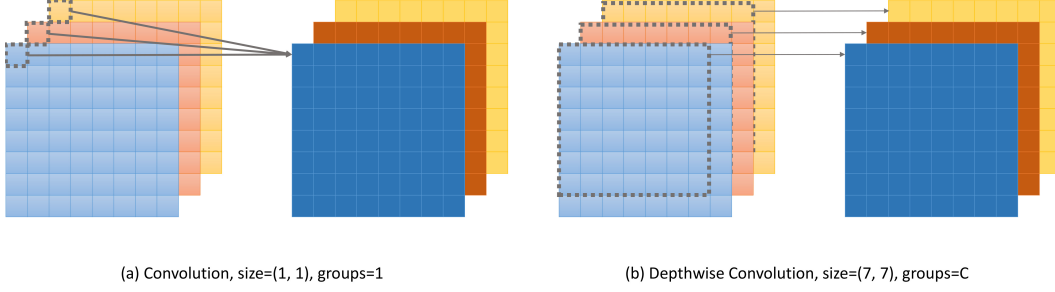 (a) Convolution, size=(1, 1), groups=1
(b) Depthwise Convolution, size=(7, 7), groups=C